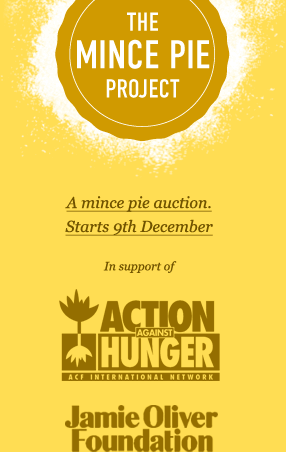 THE
MINCE PIE
PROJECT
A mince pie auction.
Starts 9th December
In support of
ACTION
AGAINST
HUNGER
ACF INTERNATIONAL NETWORK
Jamie Oliver
Foundation